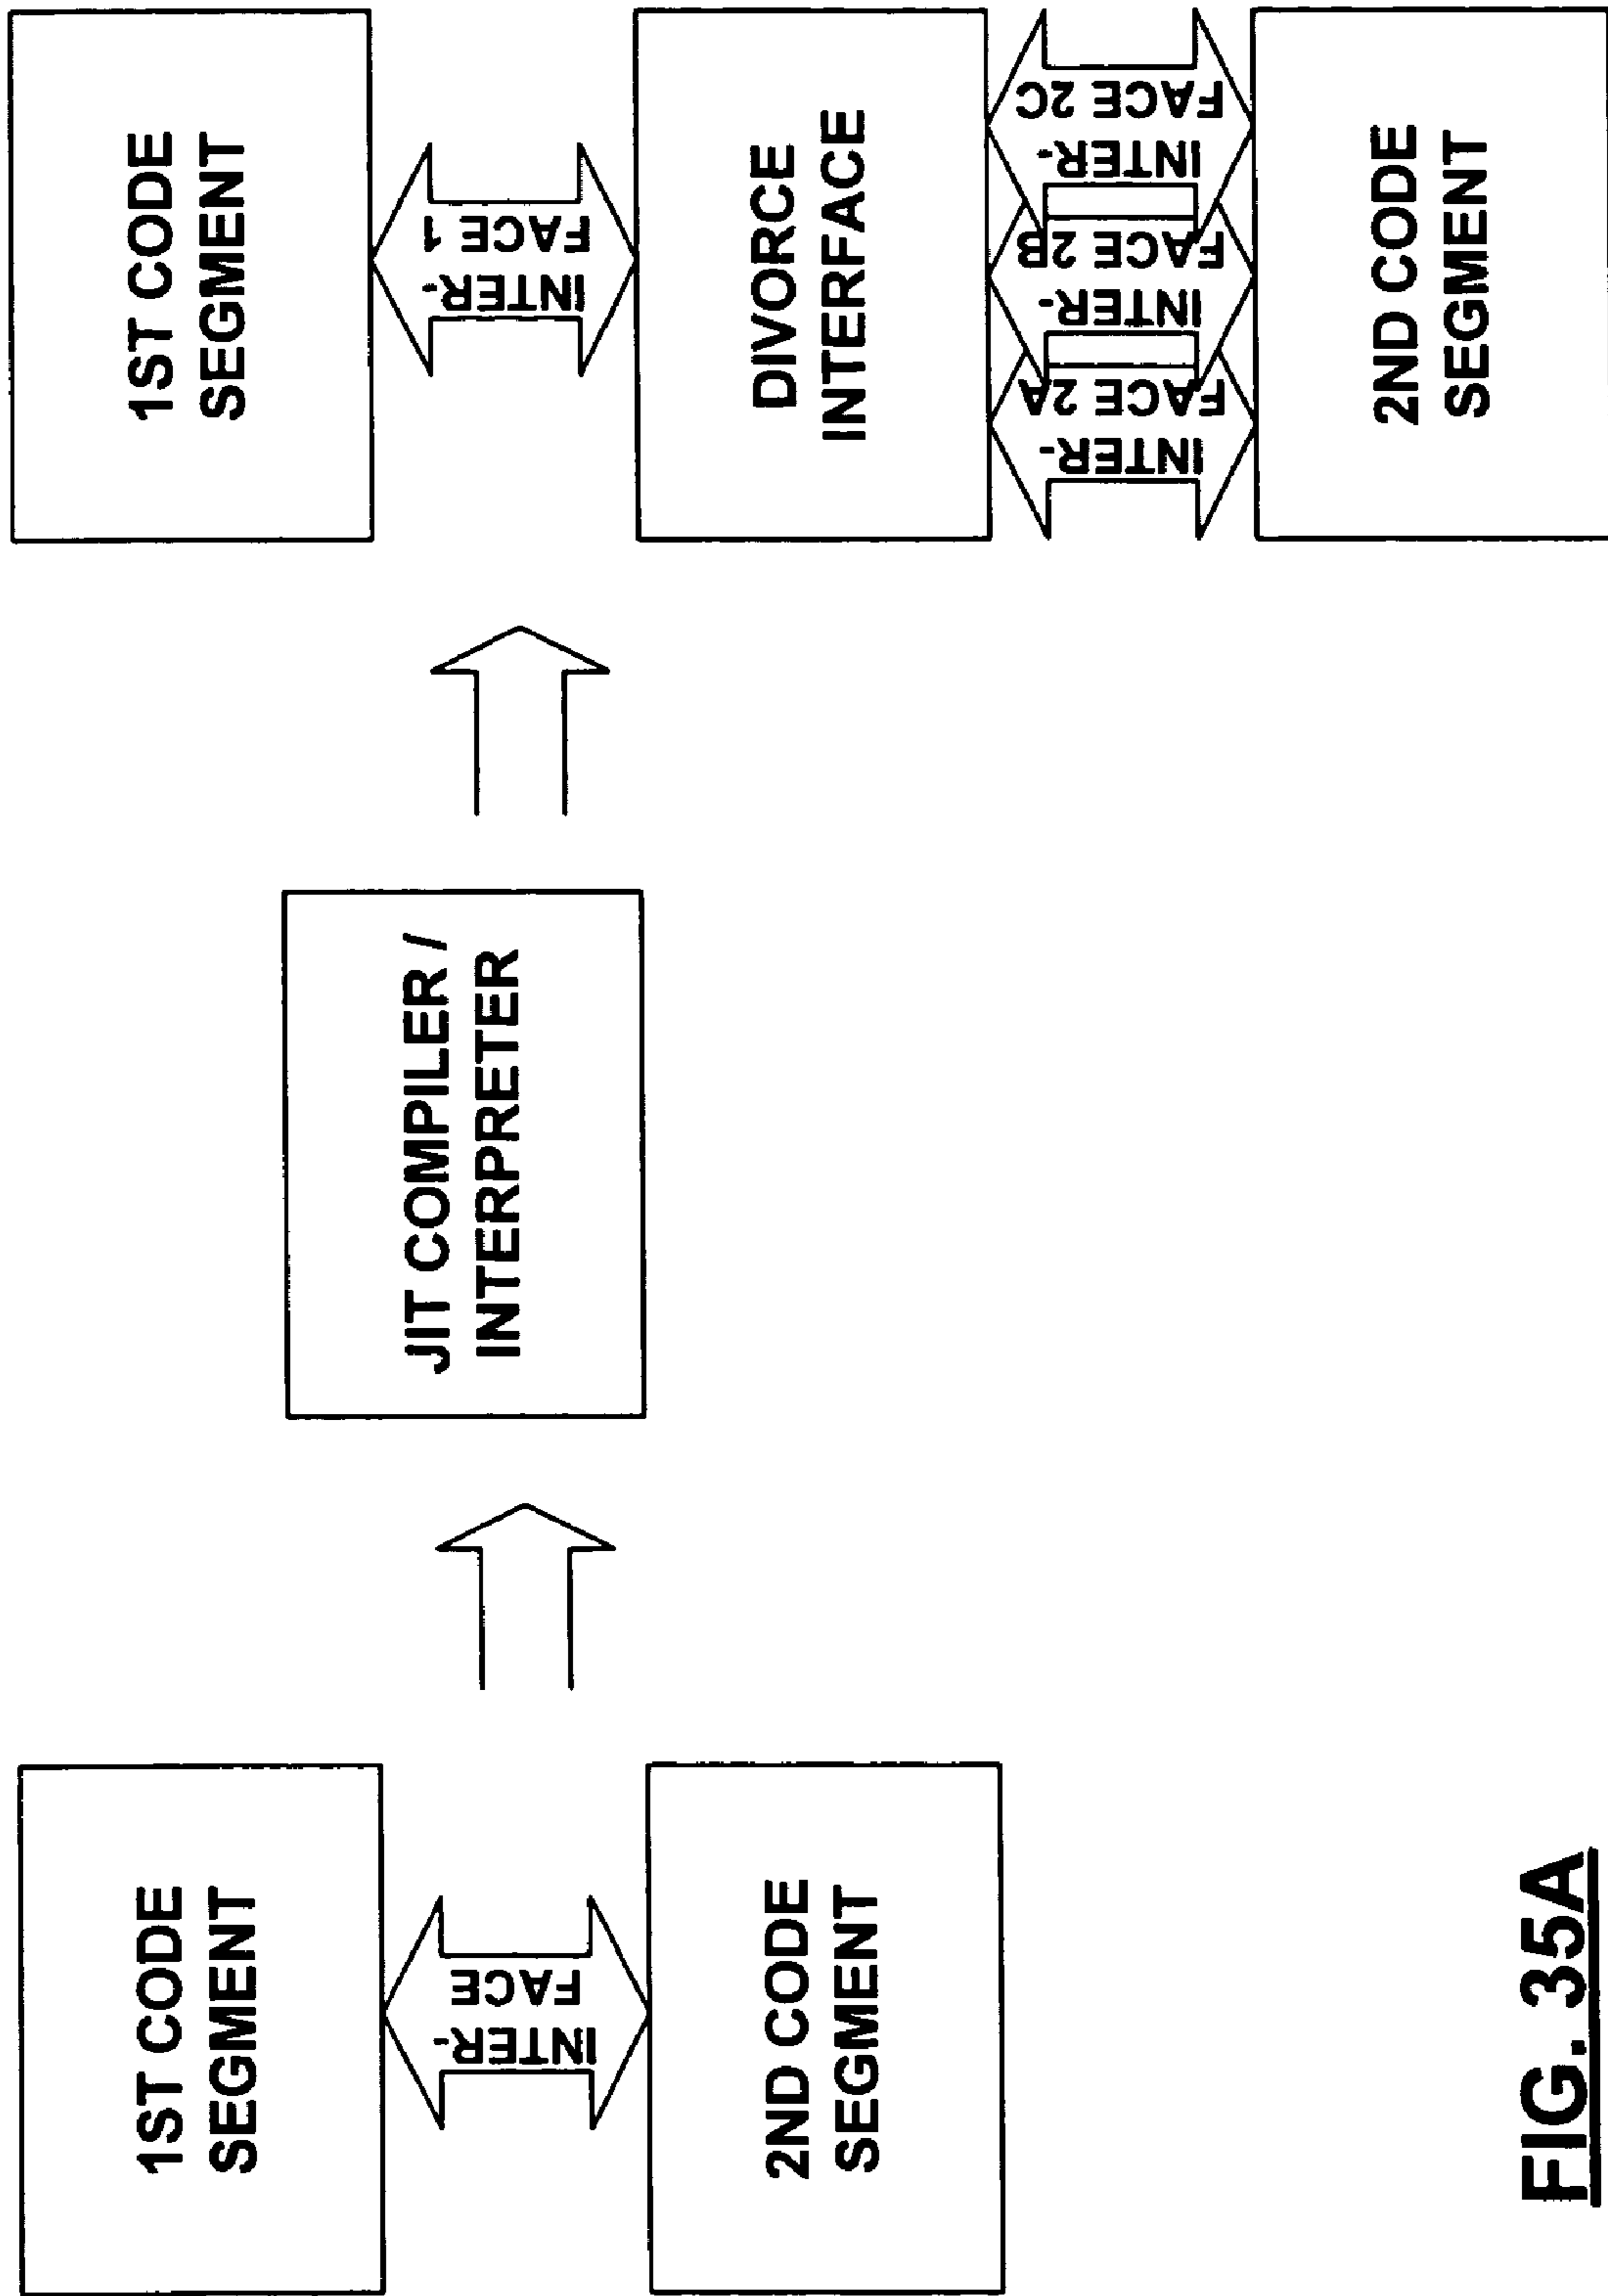 1ST CODE
SEGMENT
INTER-
FACE
2ND CODE
SEGMENT
JIT COMPILER /
INTERPRETER
1ST CODE
SEGMENT
INTER-
FACE 1
DIVORCE
INTERFACE
INTER-
FACE 2A
INTER-
FACE 2B
INTER-
FACE 2C
2ND CODE
SEGMENT
FIG. 35A